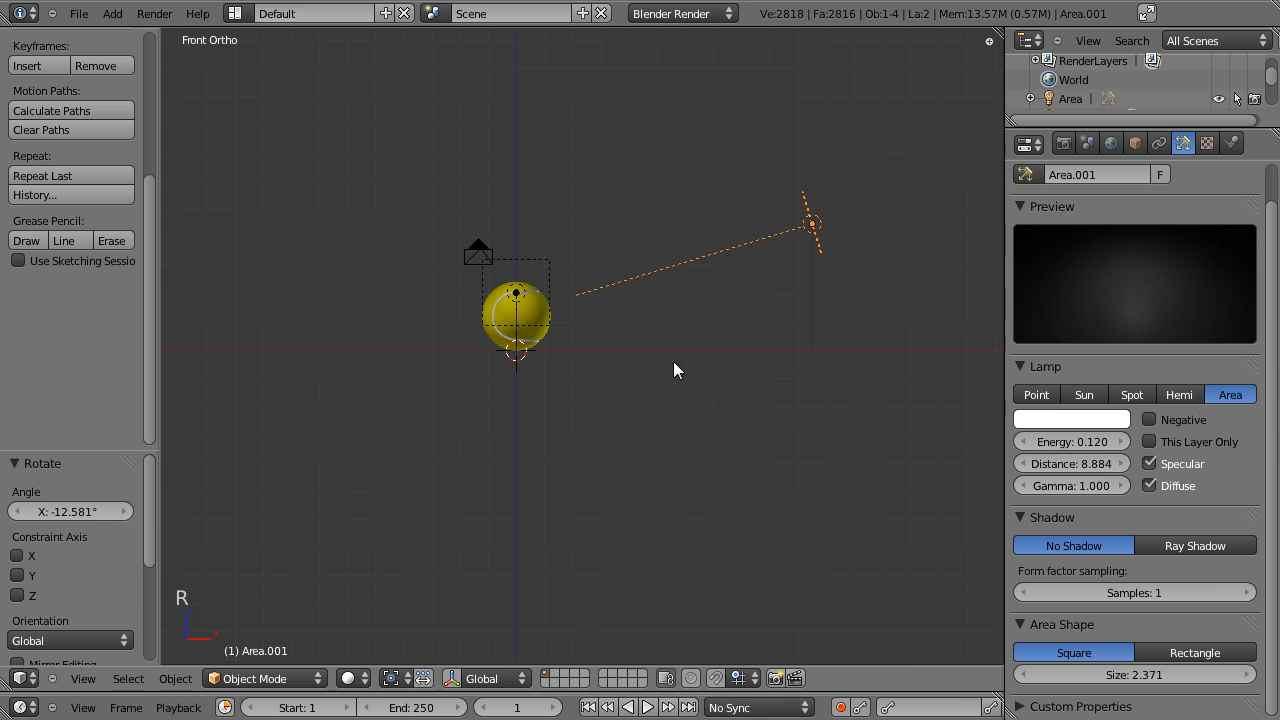 File Add Render Help Default Scene Blender Render Ve:2818 | Fa:2816 | Ob:1-4 | La:2 | Mem:13.57M (0.57M) | Area.001
Keyframes:
Insert Remove
Motion Paths:
Calculate Paths
Clear Paths
Repeat:
Repeat Last
History...
Grease Pencil:
Draw Line Erase
Use Sketching Sessio
Rotate
Angle
X: -12.581°
Constraint Axis
X
Y
Z
Orientation
Global
Front Ortho
R
x
(1) Area.001
View Search All Scenes
RenderLayers |
World
Area |
Area.001 F
Preview
Lamp
Point Sun Spot Hemi Area
Negative
Energy: 0.120 This Layer Only
Distance: 8.884 Specular
Gamma: 1.000 Diffuse
Shadow
No Shadow Ray Shadow
Form factor sampling:
Samples: 1
Area Shape
Square Rectangle
Size: 2.371
Custom Properties
View Select Object Object Mode Global
View Frame Playback Start: 1 End: 250 1 No Sync